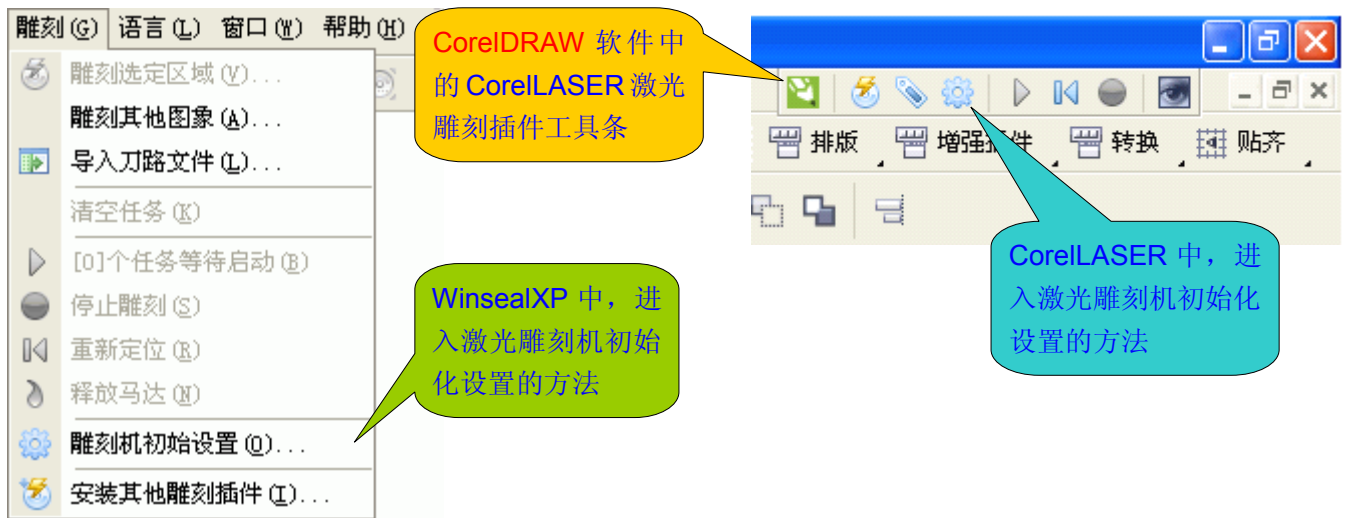 雕刻(G) 语言(L) 窗口(W) 帮助(H)
雕刻选定区域(V)...
雕刻其他图象(A)...
导入刀路文件(L)...
清空任务(K)
[0]个任务等待启动(B)
停止雕刻(S)
重新定位(R)
释放马达(N)
雕刻机初始设置(O)...
安装其他雕刻插件(I)...
CorelDRAW 软件中
的 CorelLASER 激光
雕刻插件工具条
WinsealXP 中，进
入激光雕刻机初始
化设置的方法
排版 增强插件 转换 贴齐
CorelLASER 中，进
入激光雕刻机初始化
设置的方法